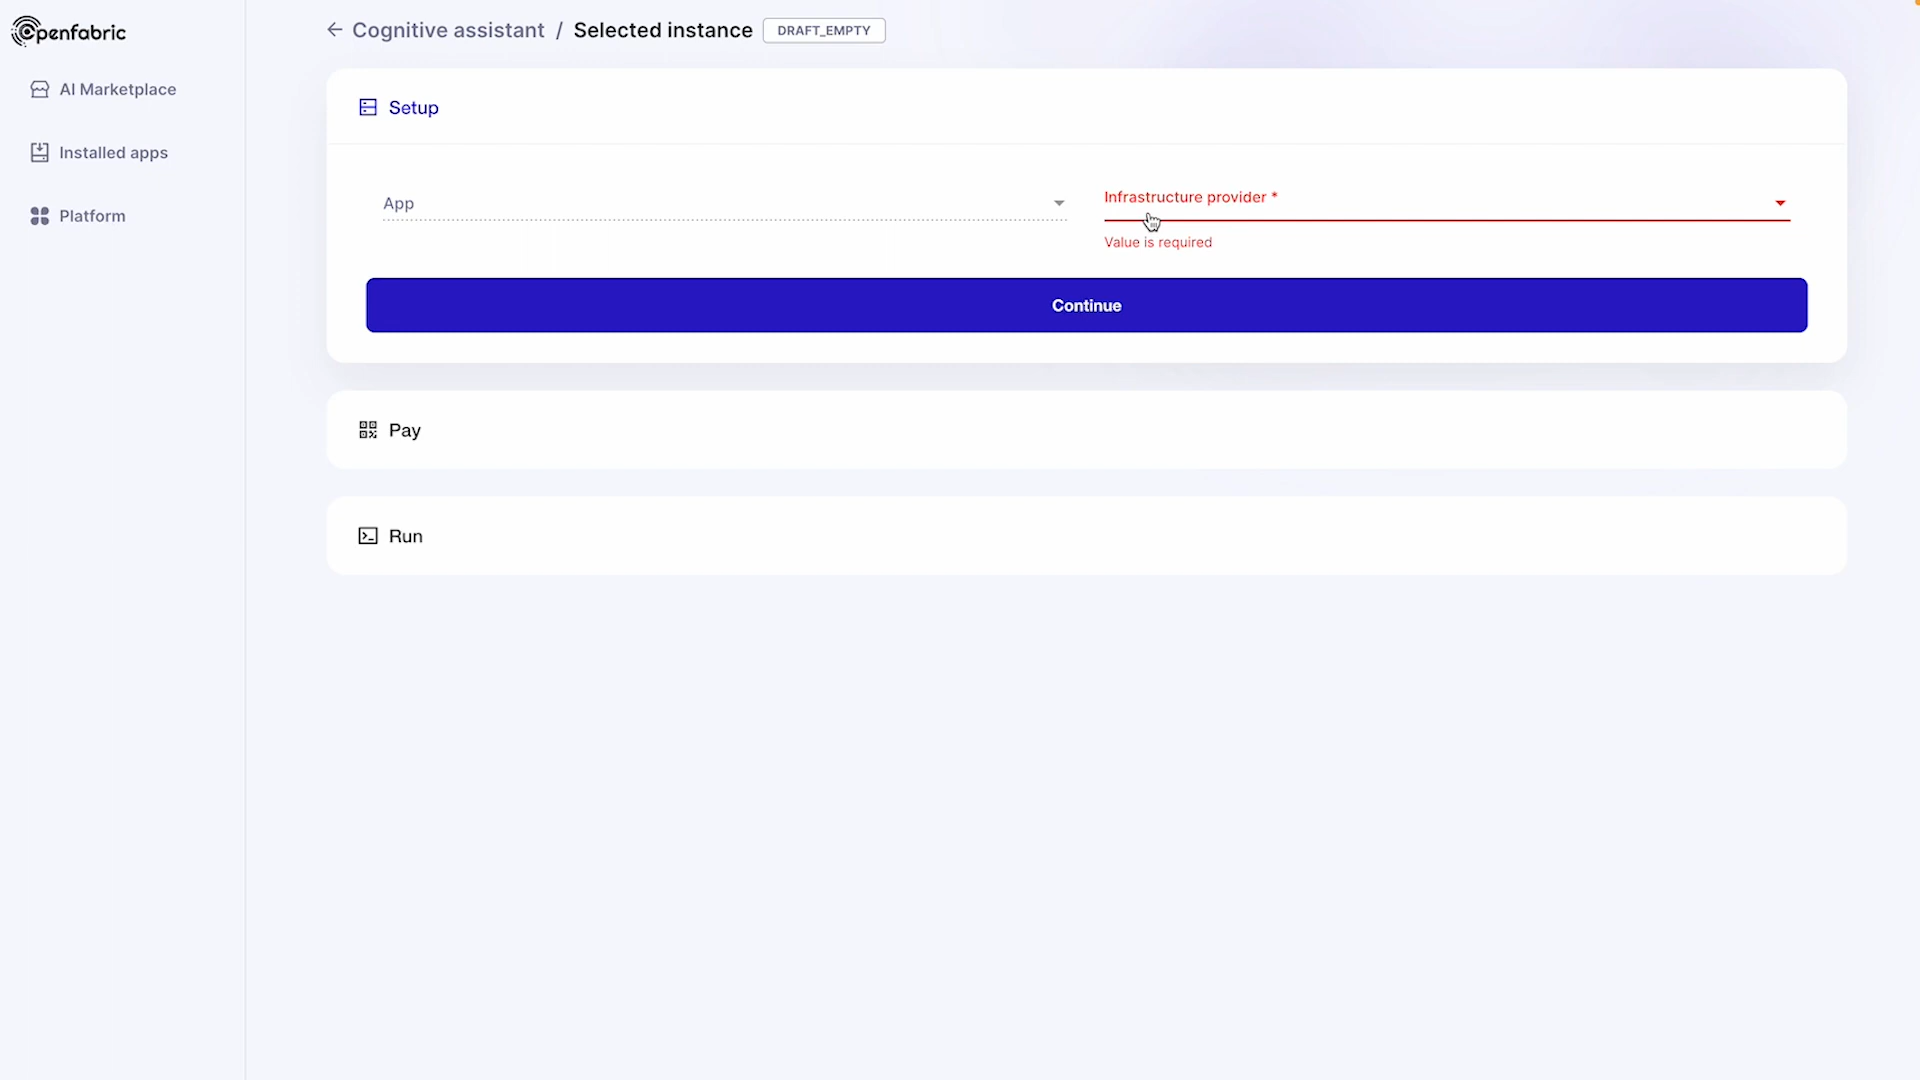 Openfabric
AI Marketplace
Installed apps
Platform
← Cognitive assistant / Selected instance DRAFT_EMPTY
Setup
App
Infrastructure provider *
Value is required
Continue
Pay
Run